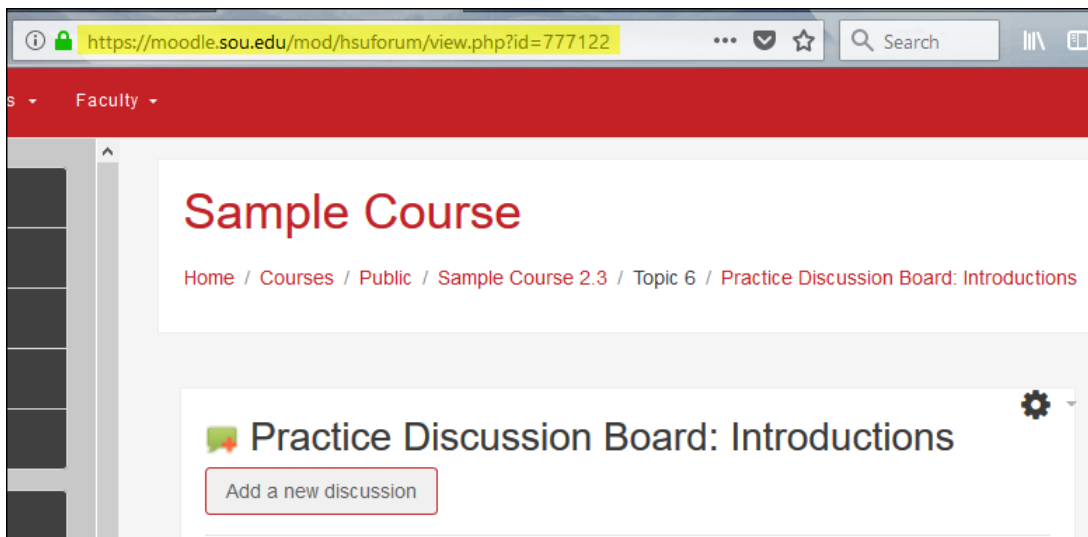 https://moodle.sou.edu/mod/hsuforum/view.php?id=777122 ••• Search
s Faculty
Sample Course
Home / Courses / Public / Sample Course 2.3 / Topic 6 / Practice Discussion Board: Introductions
Practice Discussion Board: Introductions
Add a new discussion